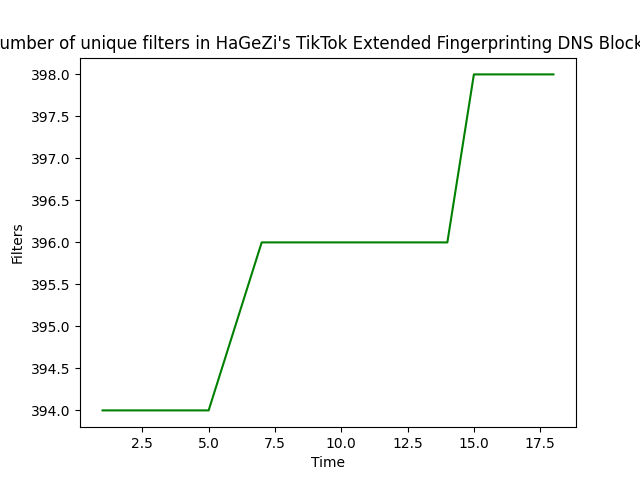 umber of unique filters in HaGeZi's TikTok Extended Fingerprinting DNS Block
398.0
397.5
397.0
396.5
396.0
395.5
395.0
394.5
394.0
Filters
2.5 5.0 7.5 10.0 12.5 15.0 17.5
Time